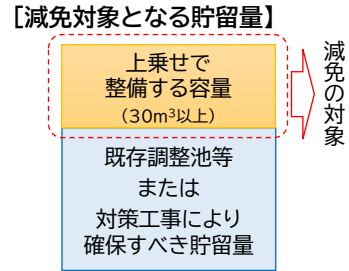 ［減免対象となる貯留量】
上乗せで
整備する容量
（30m³以上）
減免の対象
既存調整池等
または
対策工事により
確保すべき貯留量